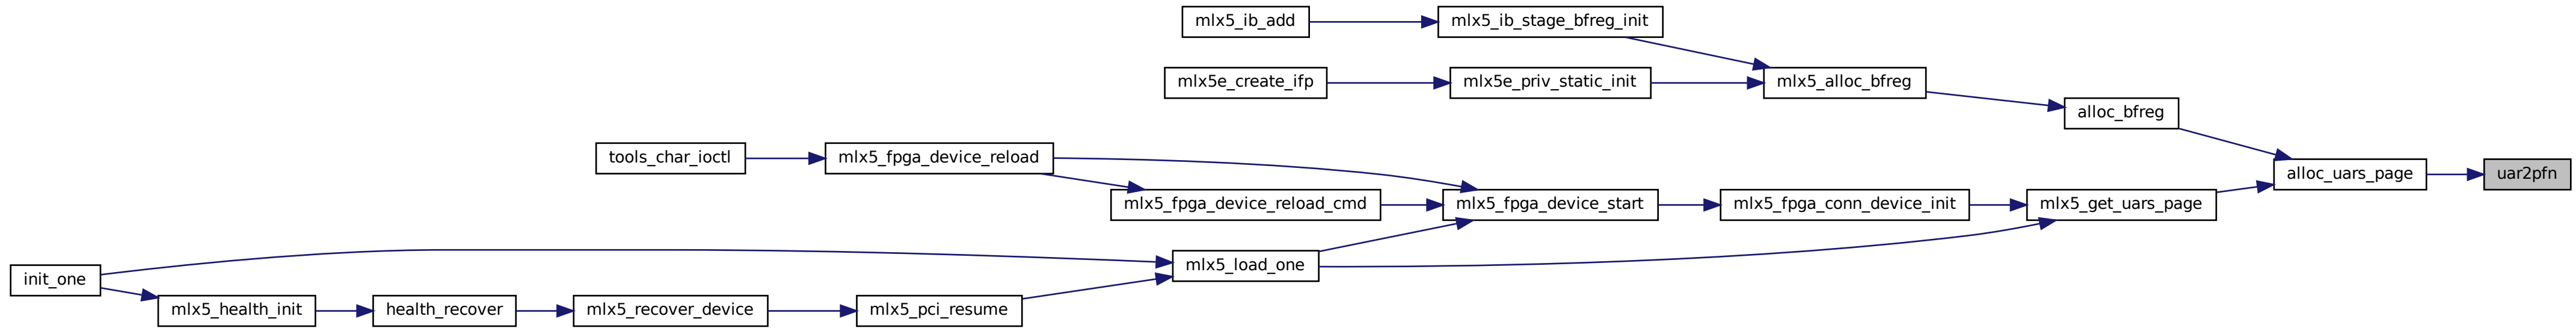 mlx5_ib_add
mlx5_ib_stage_bfreg_init
mlx5e_create_ifp
mlx5e_priv_static_init
mlx5_alloc_bfreg
alloc_bfreg
tools_char_ioctl
mlx5_fpga_device_reload
alloc_uars_page
uar2pfn
mlx5_fpga_device_reload_cmd
mlx5_fpga_device_start
mlx5_fpga_conn_device_init
mlx5_get_uars_page
mlx5_load_one
init_one
mlx5_health_init
health_recover
mlx5_recover_device
mlx5_pci_resume